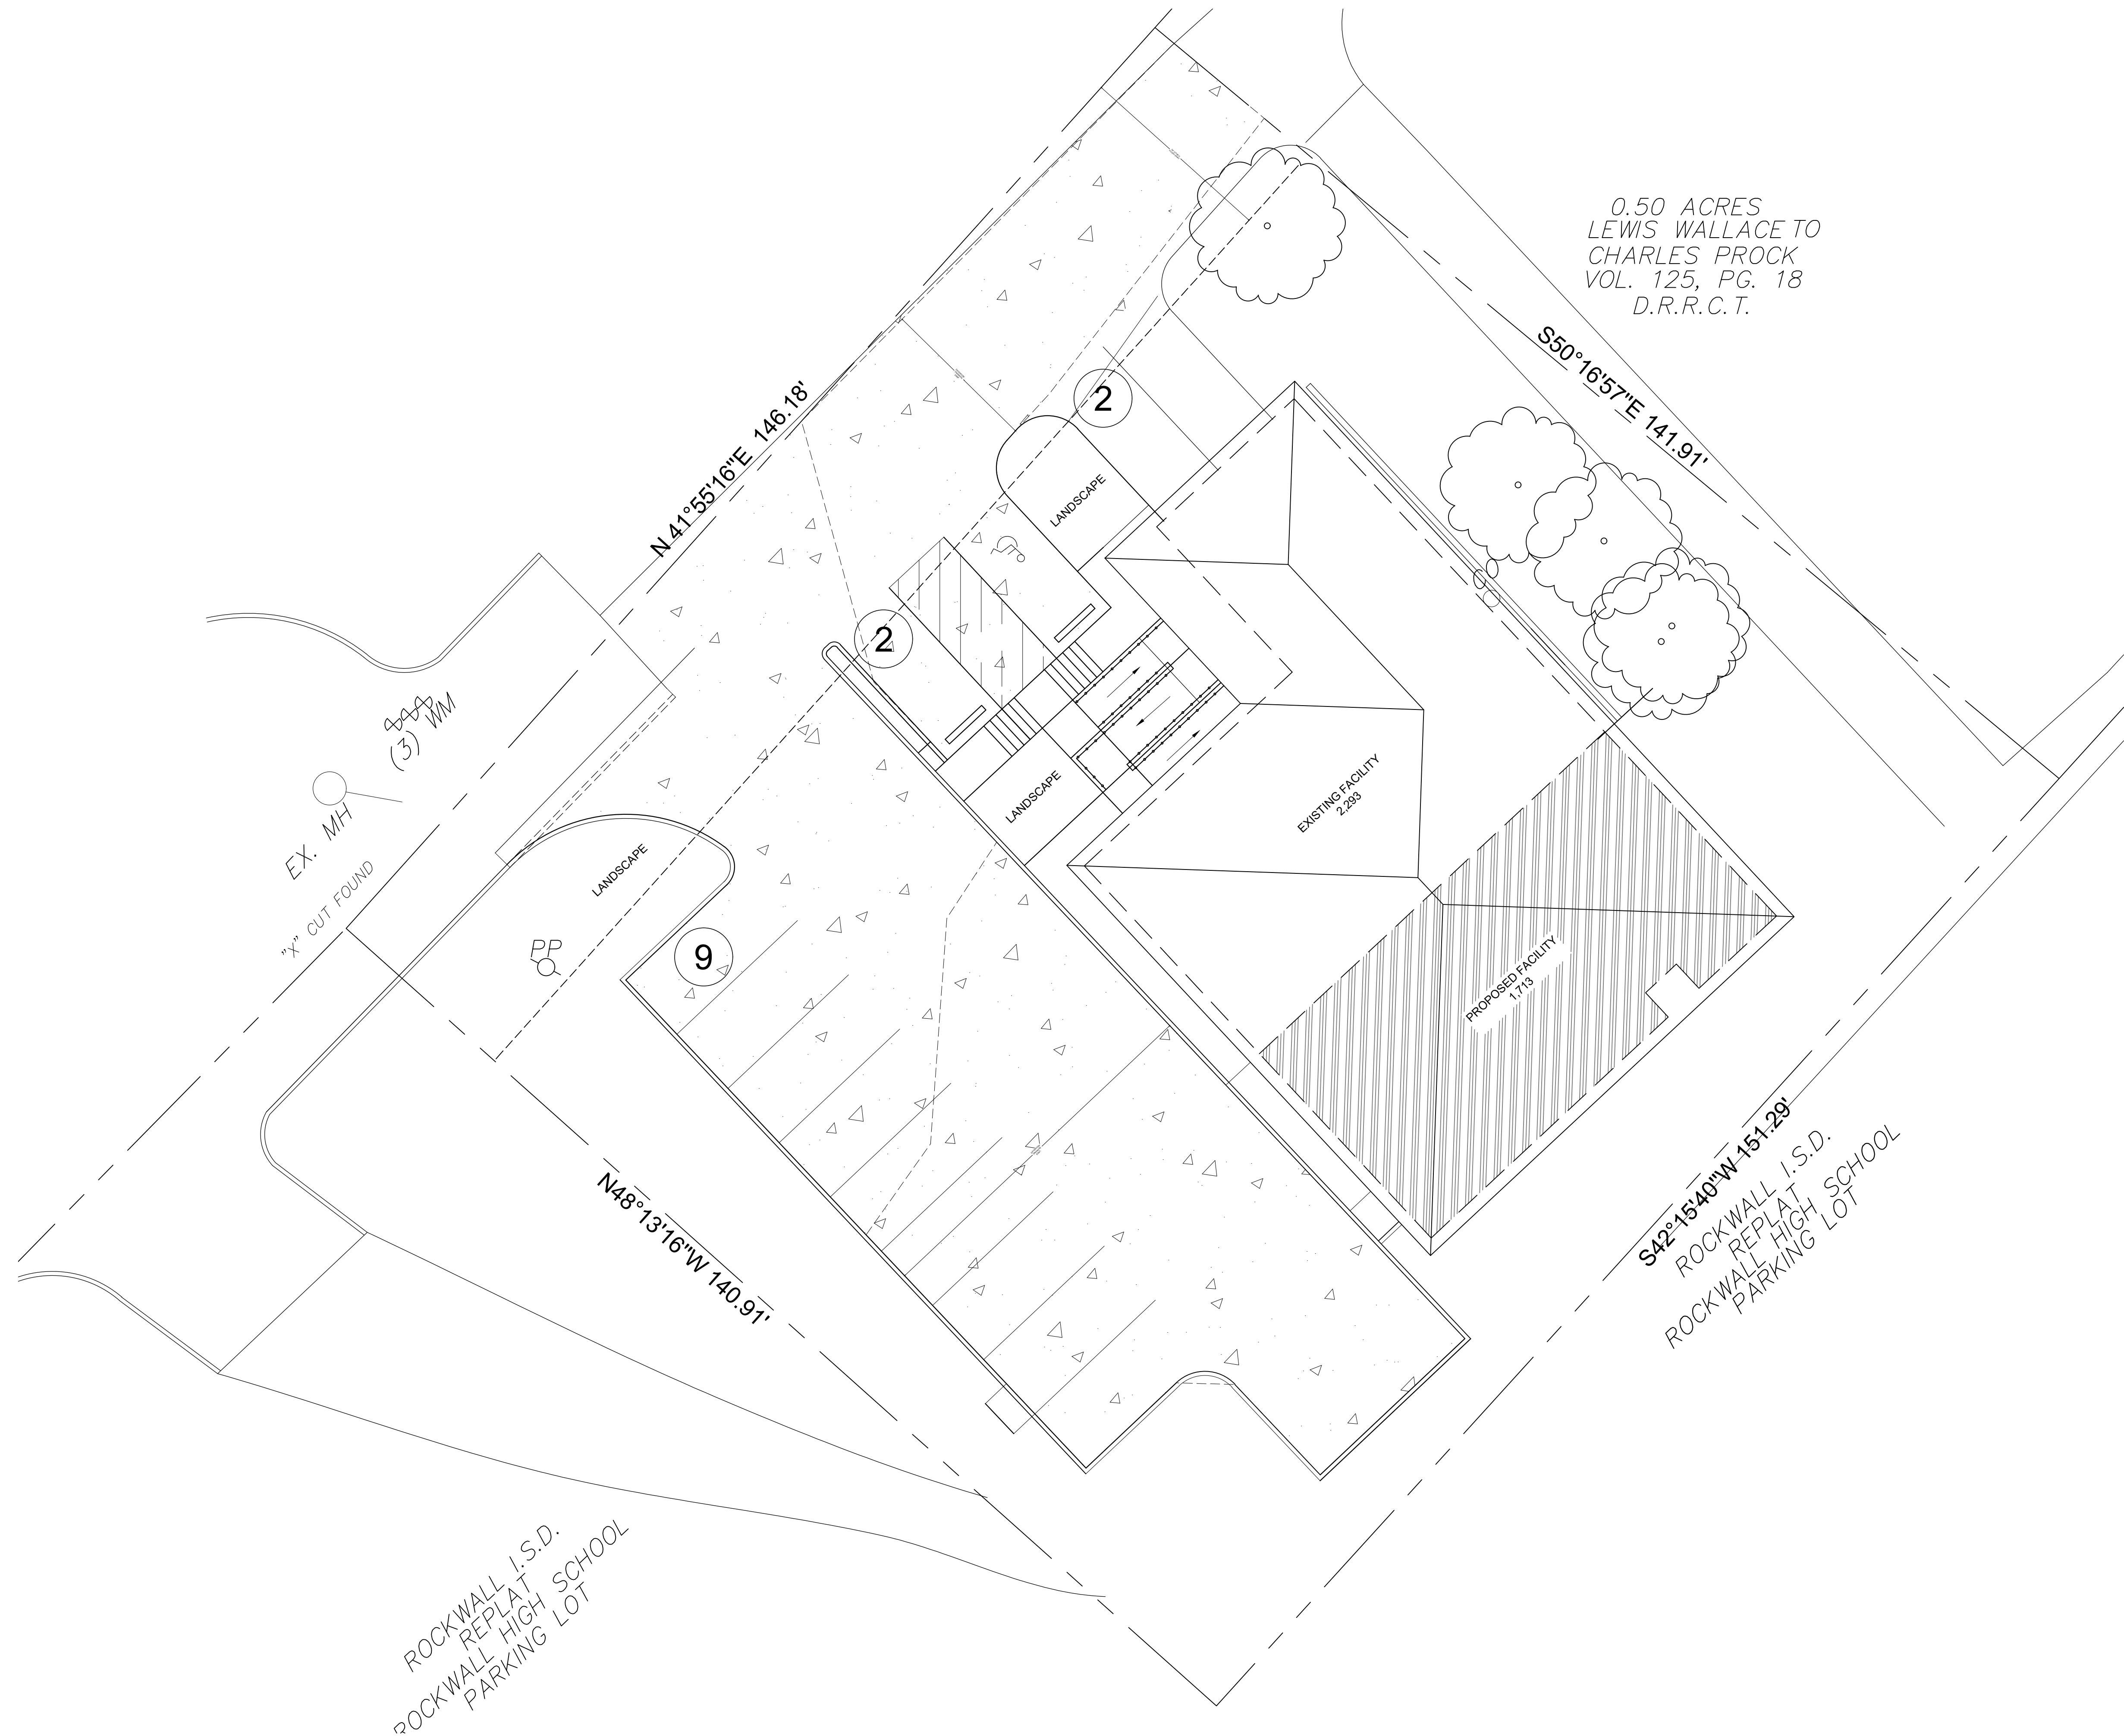 0.50 ACRES
LEWIS WALLACE TO
CHARLES PROCK
VOL. 125, PG. 18
D.R.R.C.T.
S50°16'57"E 141.91'
N 41°55'16"E 146.18'
2
LANDSCAPE
2
(3) WM
EX. MH
"X" CUT FOUND
LANDSCAPE
LANDSCAPE
EXISTING FACILITY
2,293
PP
9
PROPOSED FACILITY
1,713
N48°13'16"W 140.91'
S42°15'40"W 151.29'
ROCKWALL I.S.D.
REPLAT
ROCKWALL HIGH SCHOOL
PARKING LOT
ROCKWALL I.S.D.
REPLAT
ROCKWALL HIGH SCHOOL
PARKING LOT